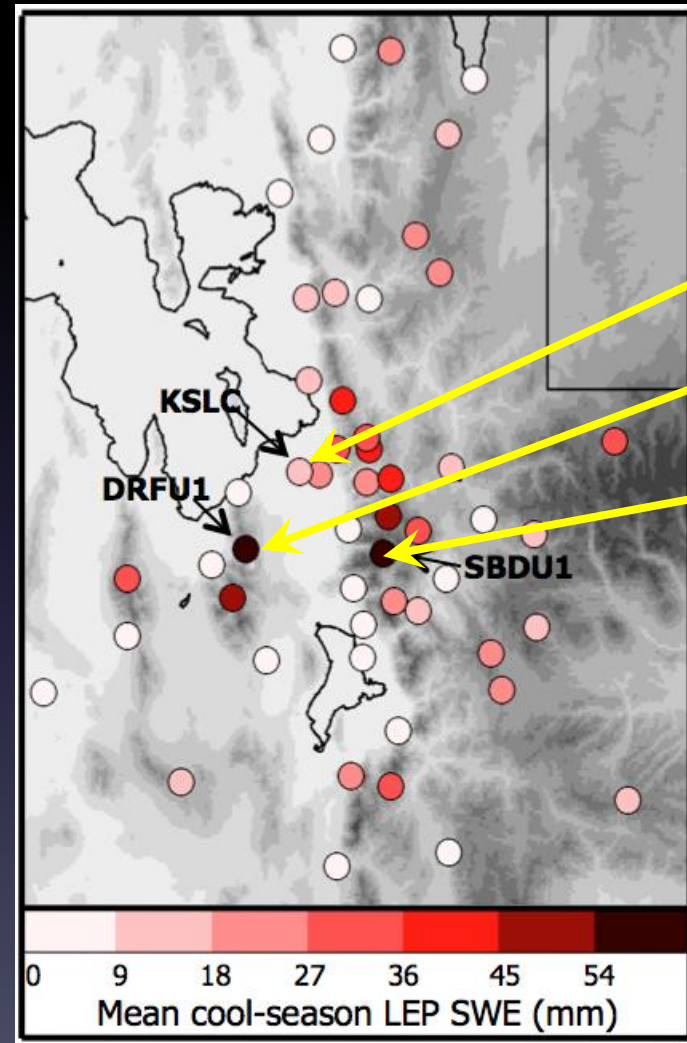 KSLC
DRFU1
SBDU1
0 9 18 27 36 45 54
Mean cool-season LEP SWE (mm)